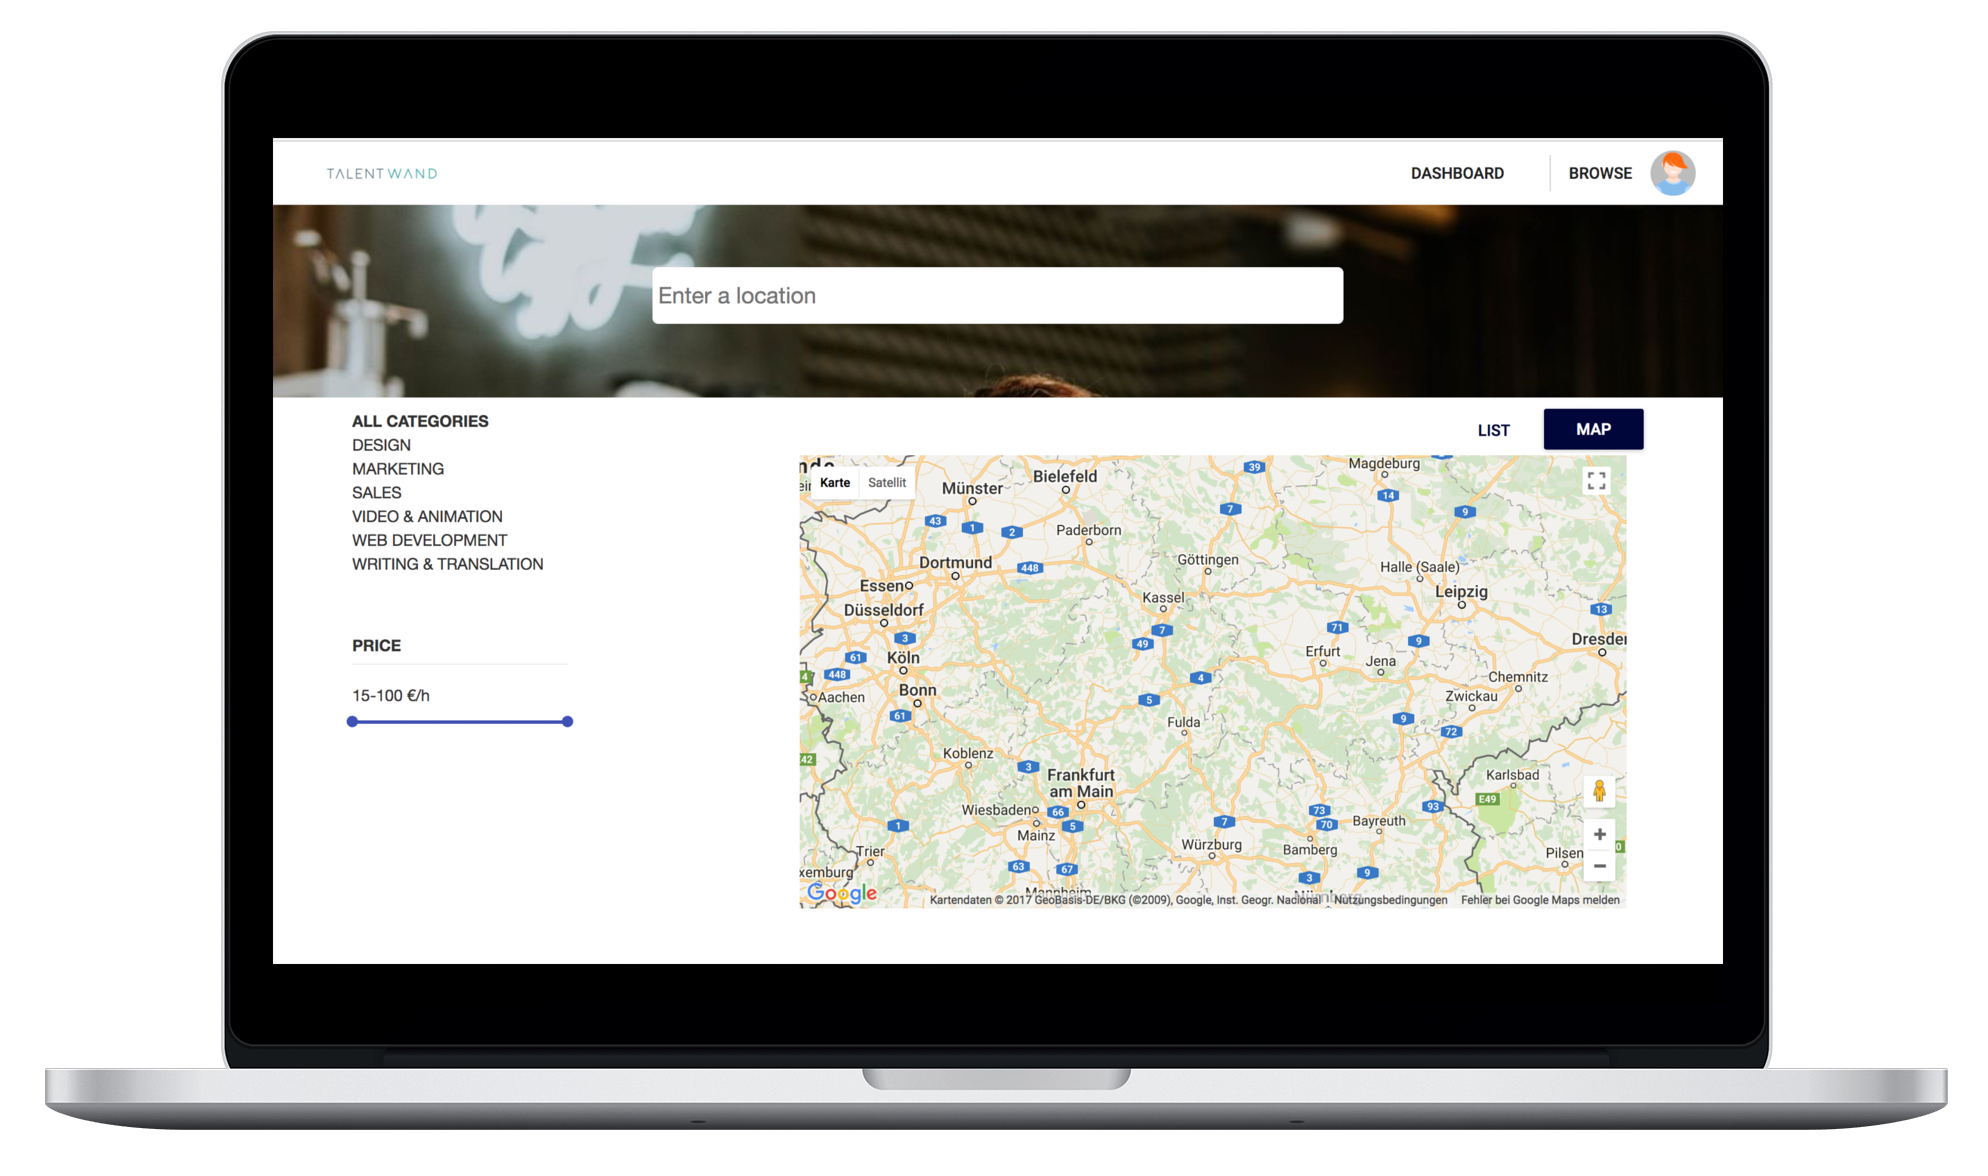 TALENTWAND
DASHBOARD
BROWSE
Enter a location
ALL CATEGORIES
DESIGN
MARKETING
SALES
VIDEO & ANIMATION
WEB DEVELOPMENT
WRITING & TRANSLATION
PRICE
15-100 €/h
LIST
MAP
Karte
Satellit
Münster
Bielefeld
39
Magdeburg
14
7
9
43
1
2
Paderborn
Dortmund
448
Göttingen
Halle (Saale)
Essen
Kassel
Leipzig
Düsseldorf
13
3
7
71
49
9
Dresden
61
Köln
Erfurt
Jena
4
448
4
Chemnitz
Aachen
Bonn
5
Zwickau
61
Fulda
9
72
42
Koblenz
3
Frankfurt
am Main
Karlsbad
E49
Wiesbaden
66
73
93
1
5
7
70
Bayreuth
Mainz
Würzburg
Bamberg
Trier
Pilsen
0
63
67
3
9
xemburg
Mannheim
Nürnberg
Google
Kartendaten © 2017 GeoBasis-DE/BKG (©2009), Google, Inst. Geogr. Nacional
Nutzungsbedingungen
Fehler bei Google Maps melden